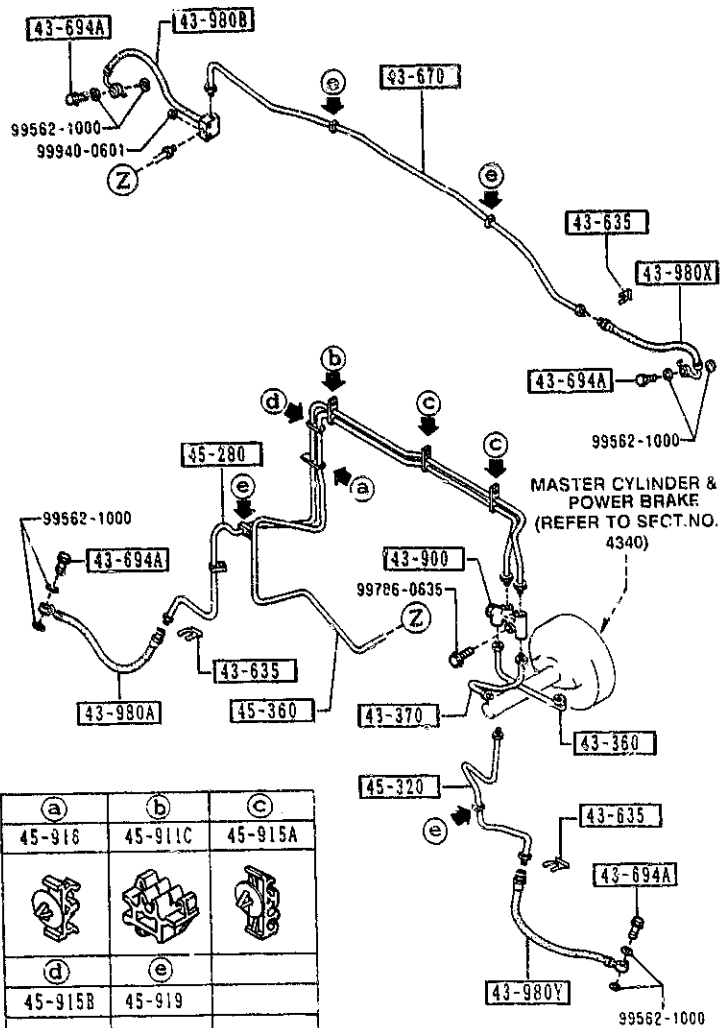 43-694A
43-980B
43-670
e
99562-1000
99940-0601
Z
e
43-635
43-980X
b
43-694A
d
c
45-280
99562-1000
c
e
a
MASTER CYLINDER &
POWER BRAKE
(REFER TO SECT.NO.
4340)
99562-1000
43-694A
43-900
99786-0635
Z
43-635
43-980A
45-360
43-370
43-360
45-320
43-635
e
43-694A
43-980Y
99562-1000
a b c
45-916 45-911C 45-915A
d e
45-915B 45-919